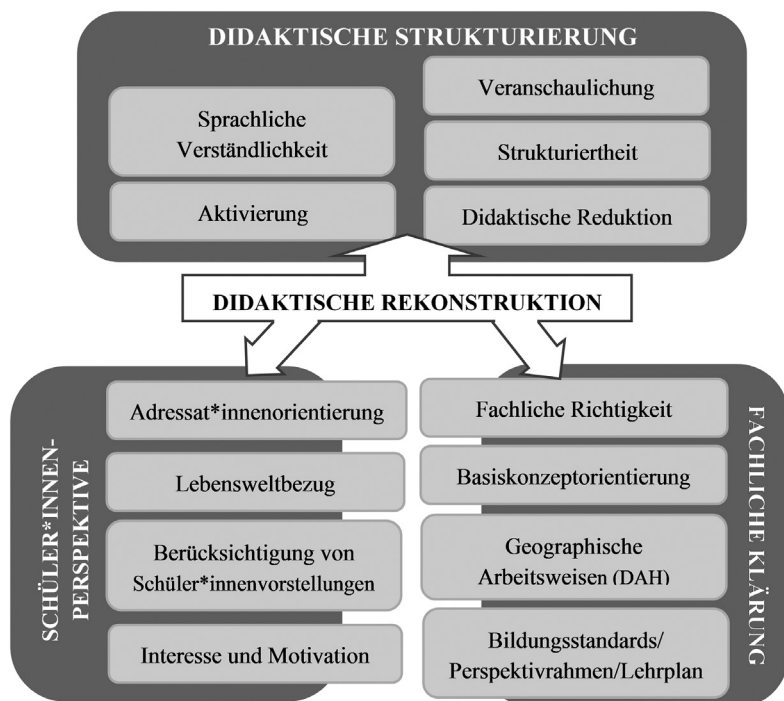 DIDAKTISCHE STRUKTURIERUNG
Sprachliche
Verständlichkeit
Aktivierung
Veranschaulichung
Strukturiertheit
Didaktische Reduktion
DIDAKTISCHE REKONSTRUKTION
SCHÜLER*INNEN-
PERSPEKTIVE
Adressat*innenorientierung
Lebensweltbezug
Berücksichtigung von
Schüler*innenvorstellungen
Interesse und Motivation
Fachliche Richtigkeit
Basiskonzeptorientierung
Geographische
Arbeitsweisen (DAH)
Bildungsstandards/
Perspektivrahmen/Lehrplan
FACHLICHE KLÄRUNG